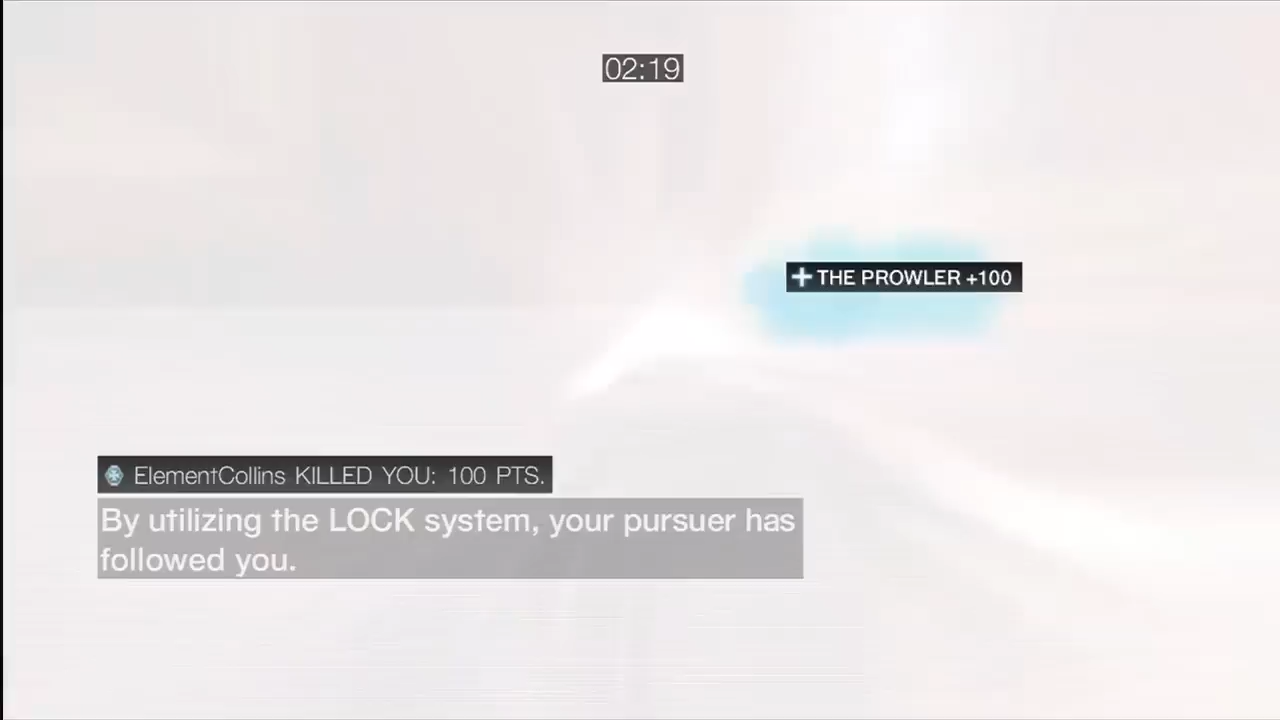 02:19
THE PROWLER +100
ElementCollins KILLED YOU: 100 PTS.
By utilizing the LOCK system, your pursuer has
followed you.